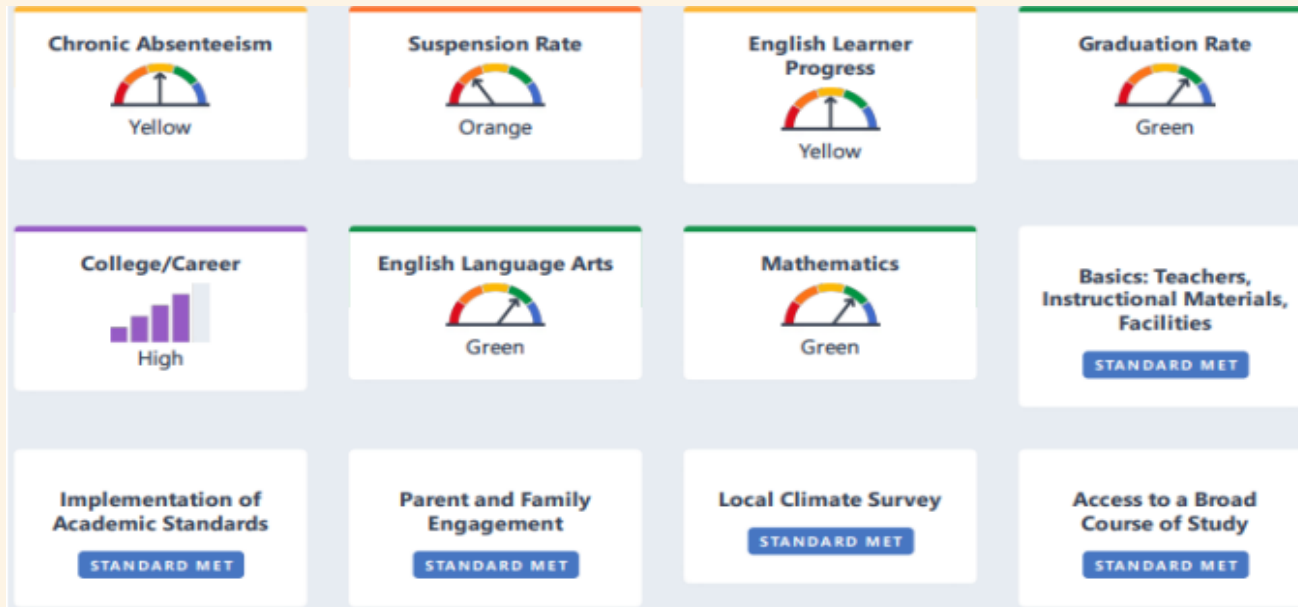 Chronic Absenteeism
Yellow
Suspension Rate
Orange
English Learner
Progress
Yellow
Graduation Rate
Green
College/Career
High
English Language Arts
Green
Mathematics
Green
Basics: Teachers,
Instructional Materials,
Facilities
STANDARD MET
Implementation of
Academic Standards
STANDARD MET
Parent and Family
Engagement
STANDARD MET
Local Climate Survey
STANDARD MET
Access to a Broad
Course of Study
STANDARD MET